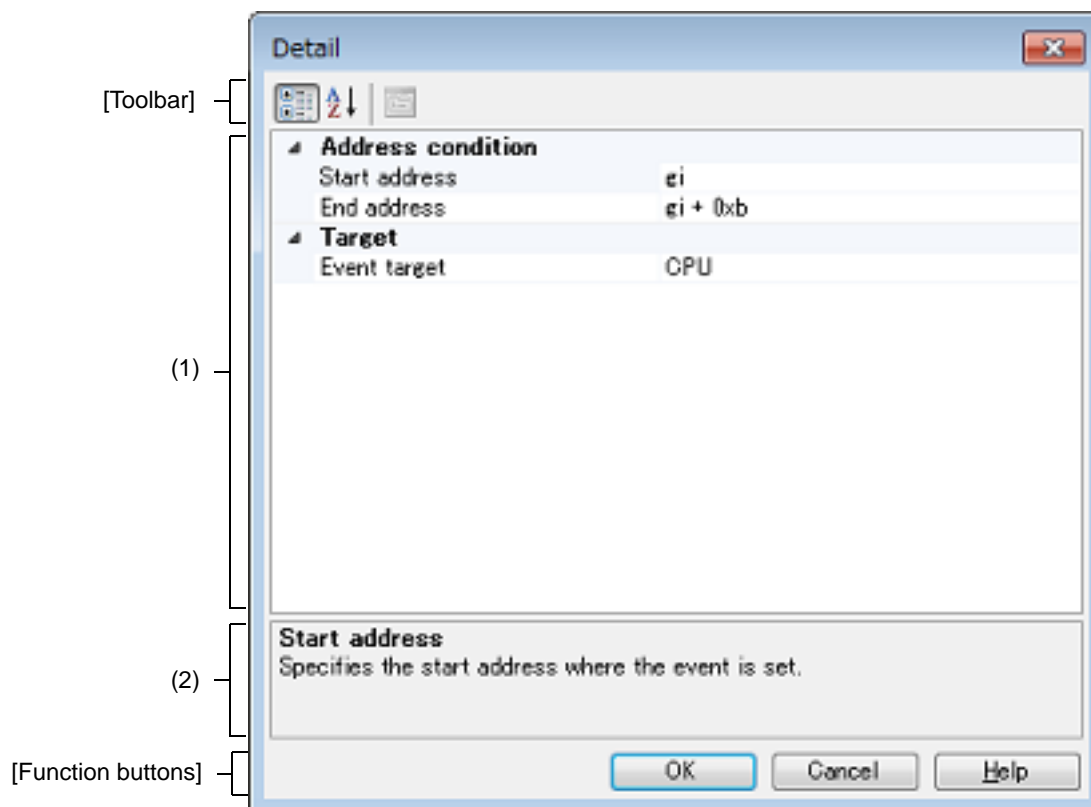 Detail
[Toolbar]
Address condition
Start address gi
End address gi + 0xb
Target
Event target CPU
(1)
Start address
Specifies the start address where the event is set.
(2)
[Function buttons]
OK Cancel Help